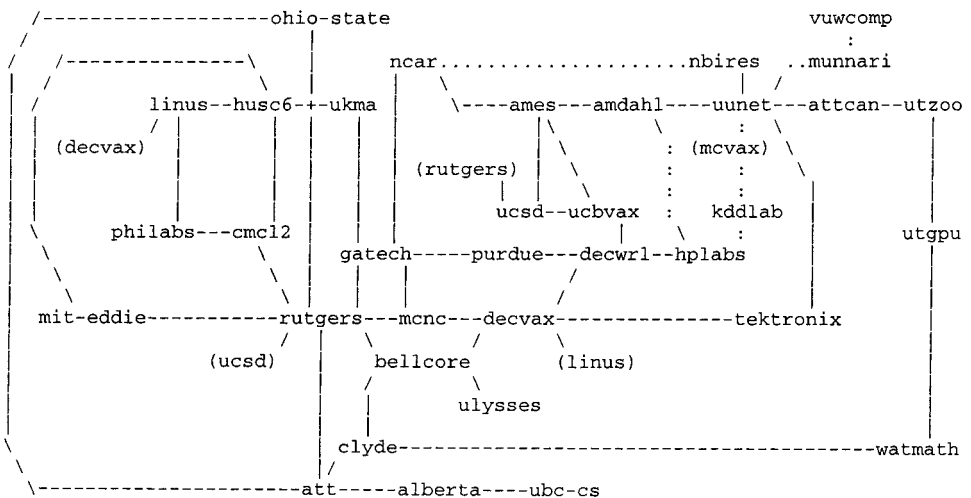 ohio-state vuwcomp
ncar nbires munnari
linus husc6 ukma ames amdahl uunet attcan utzoo
(decvax) (mcvax)
(rutgers)
ucsd ucbvax kddlab
philabs cmcl2 utgpu
gatech purdue decwrl hplabs
mit-eddie rutgers mcnc decvax tektronix
(ucsd) bellcore (linus)
ulysses
clyde watmath
att alberta ubc-cs